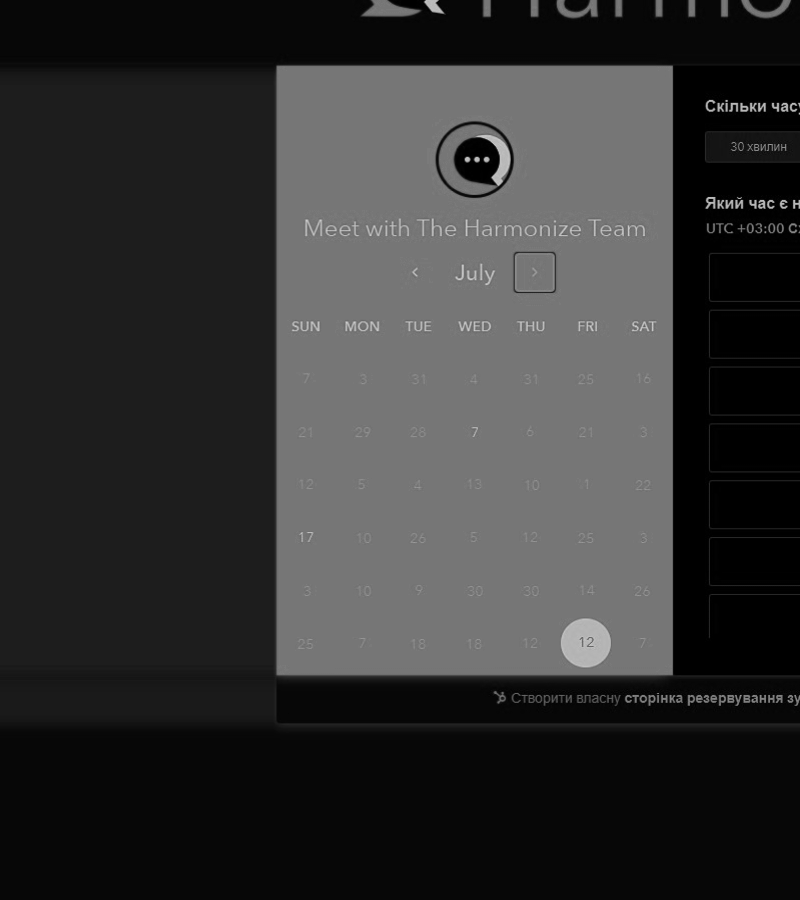 Harmo
Meet with The Harmonize Team
July
SUN MON TUE WED THU FRI SAT
7 3 31 4 31 25 16
21 29 28 7 6 21 3
12 5 4 13 10 1 22
17 10 26 5 12 25 3
3 10 9 30 30 14 26
25 7 18 18 12 12 7
Скільки часу
30 хвилин
Який час є н
UTC +03:00
Створити власну сторінка резервування зу